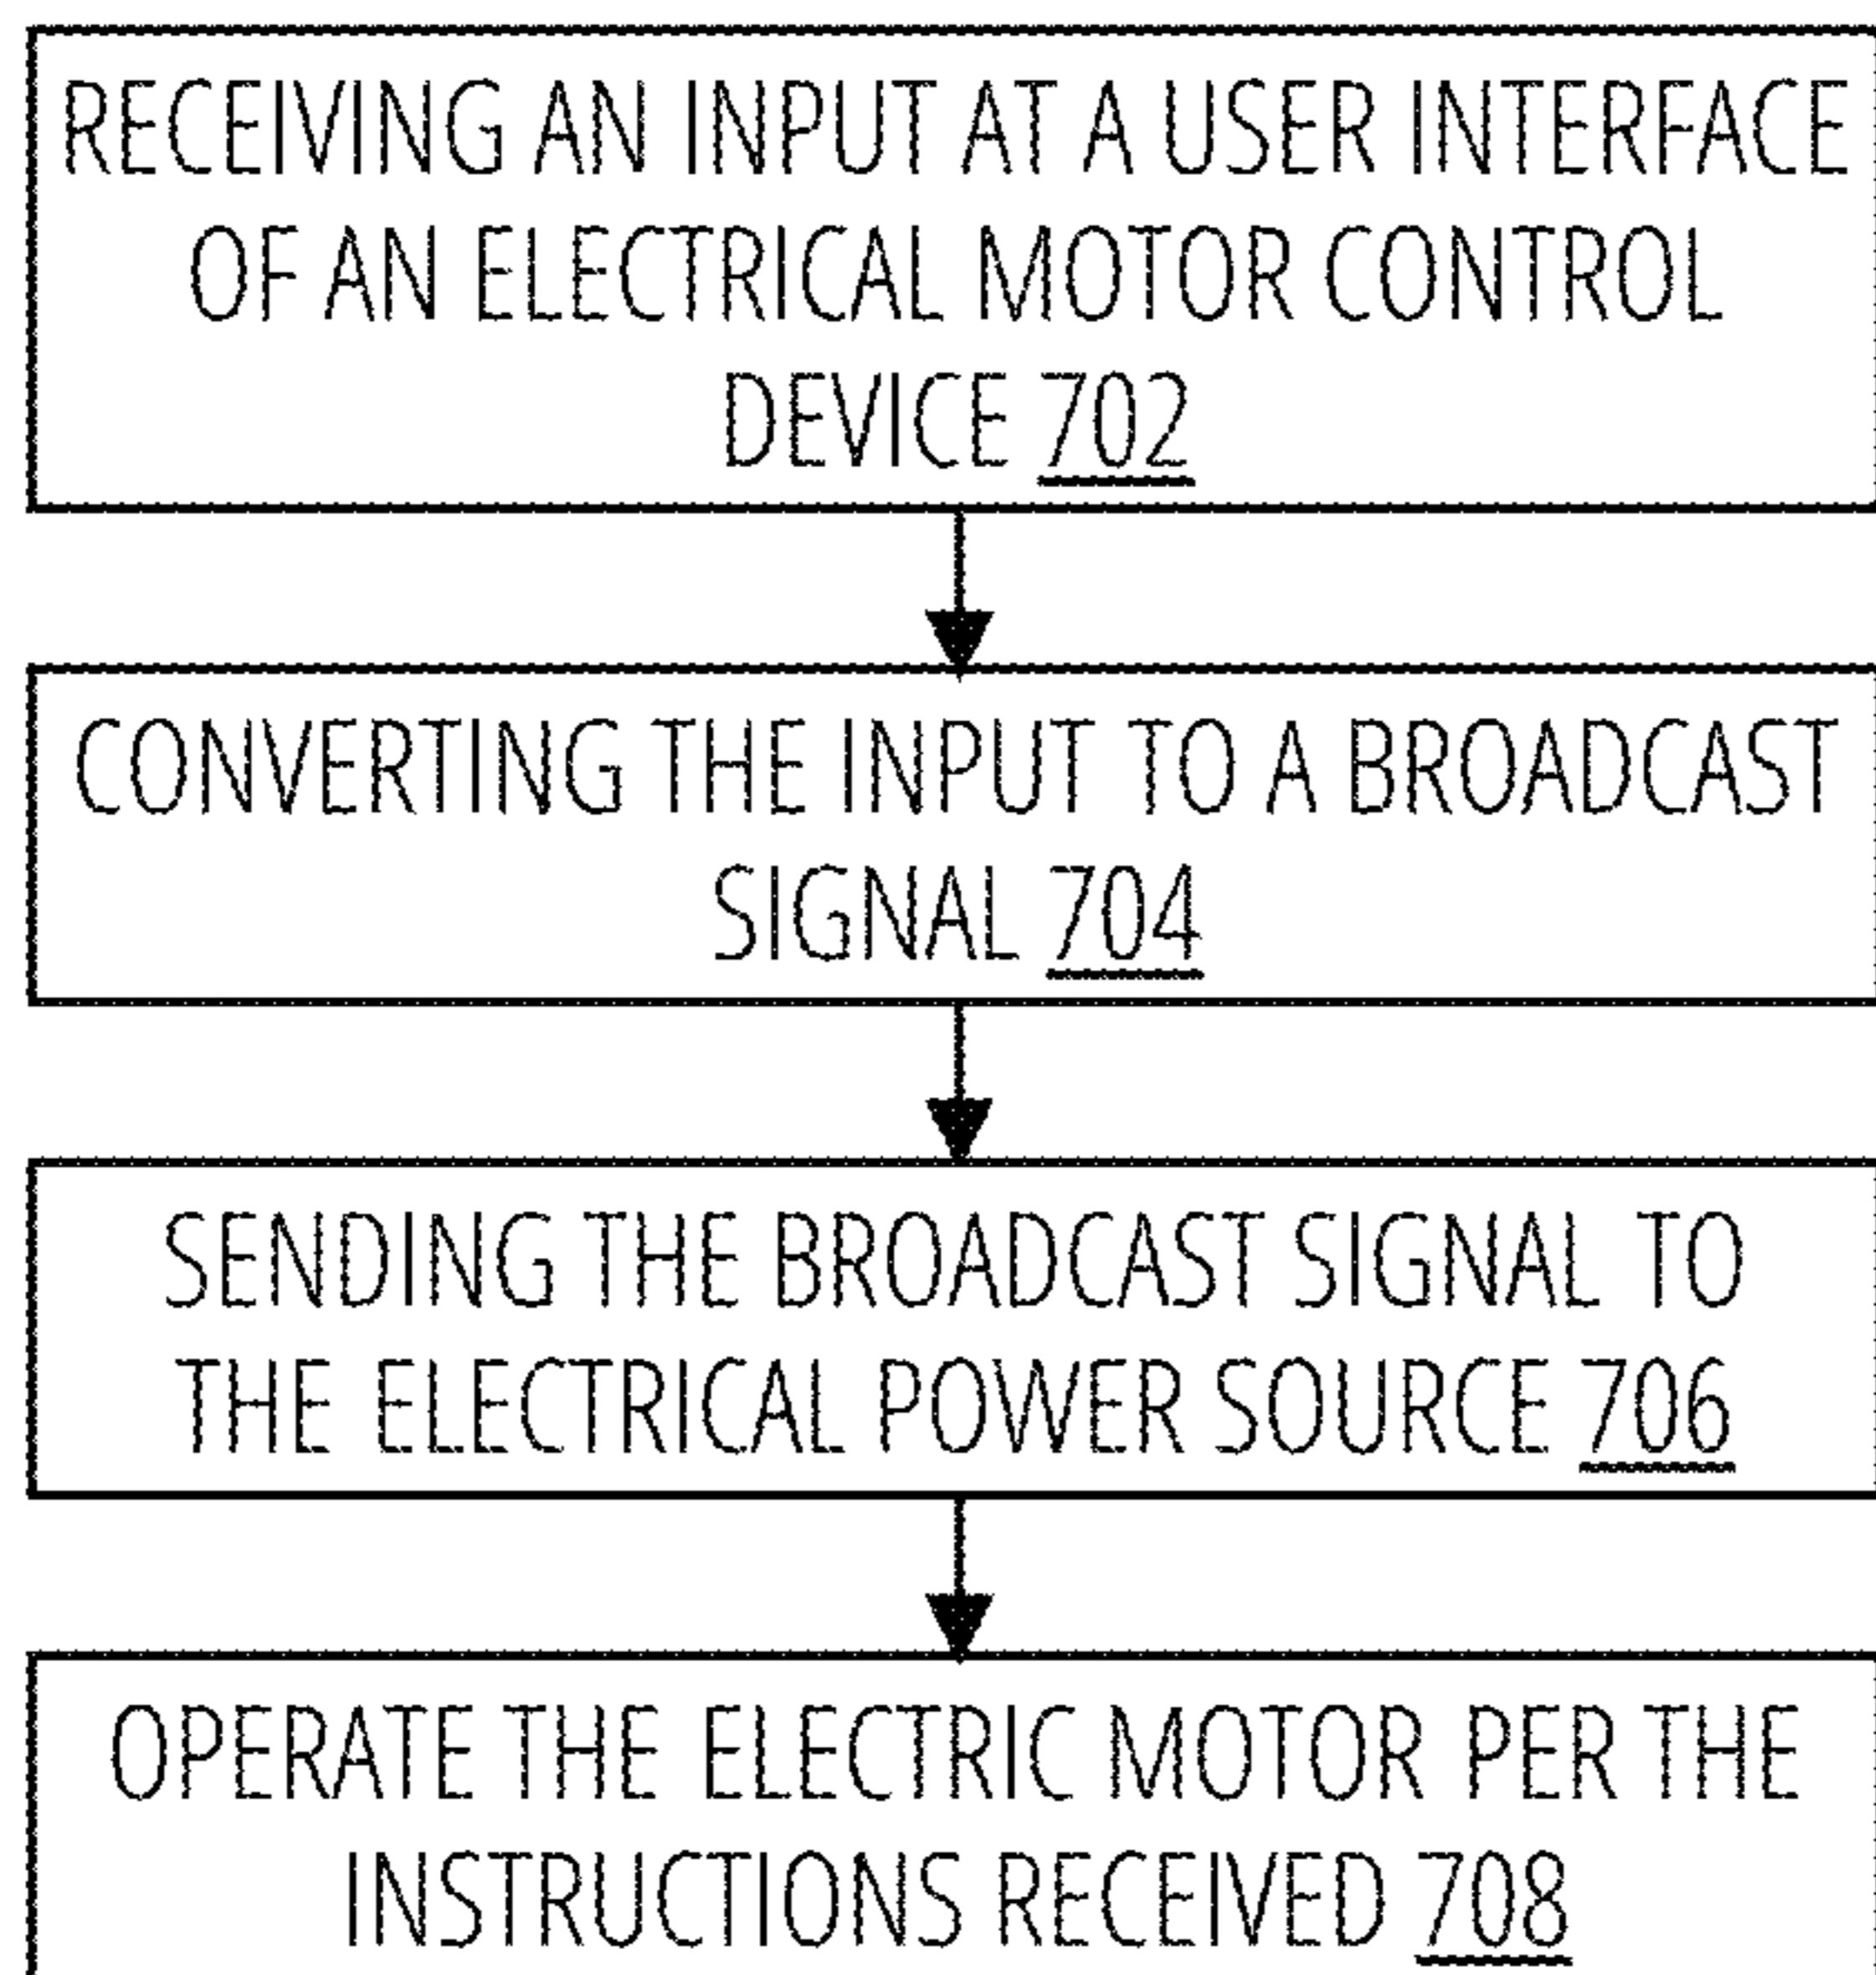 RECEIVING AN INPUT AT A USER INTERFACE
OF AN ELECTRICAL MOTOR CONTROL
DEVICE 702
CONVERTING THE INPUT TO A BROADCAST
SIGNAL 704
SENDING THE BROADCAST SIGNAL TO
THE ELECTRICAL POWER SOURCE 706
OPERATE THE ELECTRIC MOTOR PER THE
INSTRUCTIONS RECEIVED 708